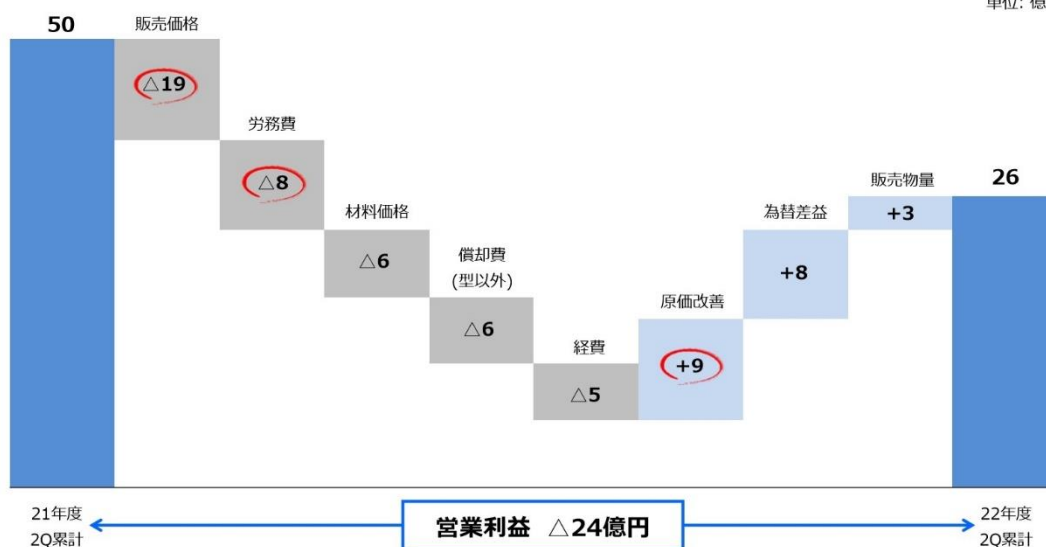 単位: 億
50
販売価格
△19
労務費
△8
材料価格
△6
償却費
(型以外)
△6
経費
△5
原価改善
+9
為替差益
+8
販売物量
+3
26
21年度
2Q累計
営業利益 △24億円
22年度
2Q累計